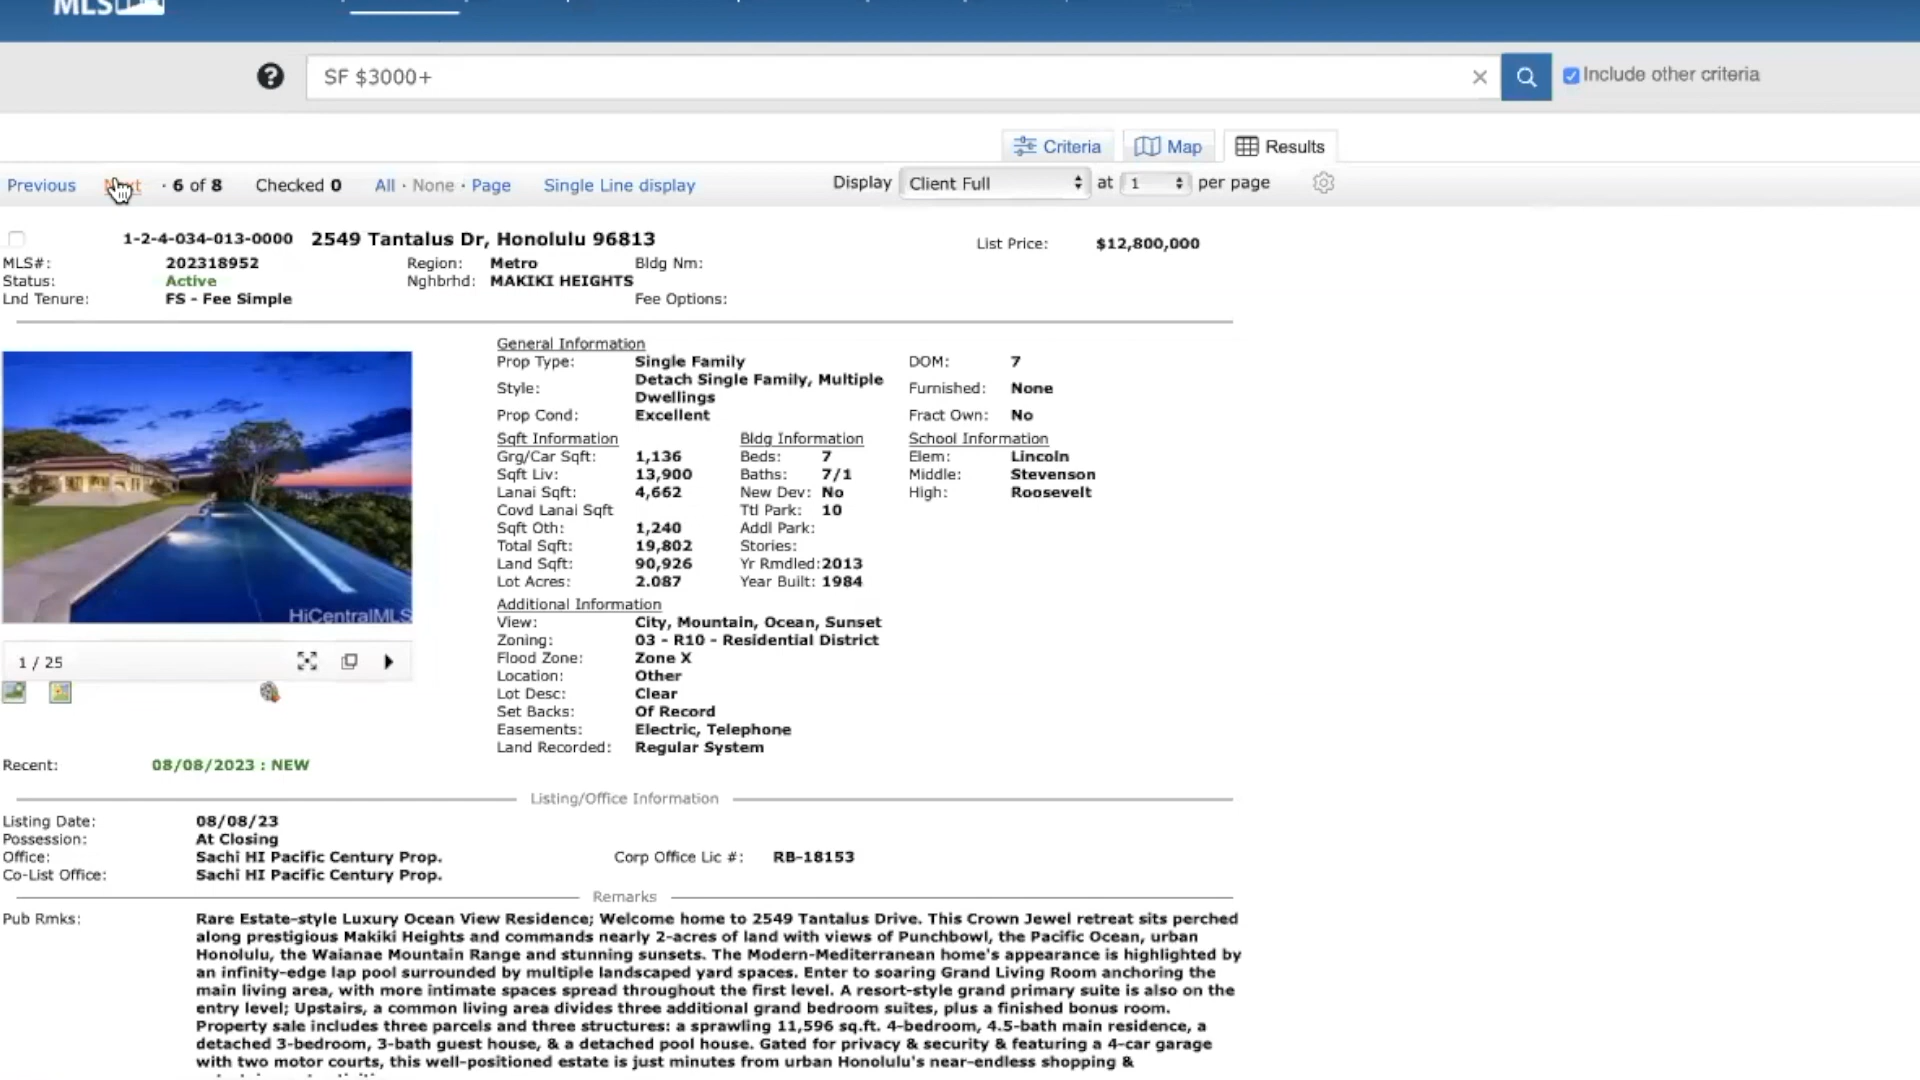 MLS
SF $3000+
Include other criteria
Criteria
Map
Results
Previous · 6 of 8 Checked 0 All · None · Page Single Line display Display Client Full at 1 per page
1-2-4-034-013-0000 2549 Tantalus Dr, Honolulu 96813 List Price: $12,800,000
MLS#: 202318952 Region: Metro Bldg Nm:
Status: Active Nghbrhd: MAKIKI HEIGHTS
Lnd Tenure: FS - Fee Simple Fee Options:
General Information
Prop Type: Single Family DOM: 7
Style: Detach Single Family, Multiple Dwellings Furnished: None
Prop Cond: Excellent Fract Own: No
Sqft Information Bldg Information School Information
Grg/Car Sqft: 1,136 Beds: 7 Elem: Lincoln
Sqft Liv: 13,900 Baths: 7/1 Middle: Stevenson
Lanai Sqft: 4,662 New Dev: No High: Roosevelt
Covd Lanai Sqft Ttl Park: 10
Sqft Oth: 1,240 Addl Park:
Total Sqft: 19,802 Stories:
Land Sqft: 90,926 Yr Rmdled: 2013
Lot Acres: 2.087 Year Built: 1984
Additional Information
View: City, Mountain, Ocean, Sunset
Zoning: 03 - R10 - Residential District
Flood Zone: Zone X
Location: Other
Lot Desc: Clear
Set Backs: Of Record
Easements: Electric, Telephone
Land Recorded: Regular System
HiCentralMLS
1 / 25
Recent: 08/08/2023 : NEW
Listing/Office Information
Listing Date: 08/08/23
Possession: At Closing
Office: Sachi HI Pacific Century Prop. Corp Office Lic #: RB-18153
Co-List Office: Sachi HI Pacific Century Prop.
Remarks
Pub Rmks: Rare Estate-style Luxury Ocean View Residence; Welcome home to 2549 Tantalus Drive. This Crown Jewel retreat sits perched
along prestigious Makiki Heights and commands nearly 2-acres of land with views of Punchbowl, the Pacific Ocean, urban
Honolulu, the Waianae Mountain Range and stunning sunsets. The Modern-Mediterranean home's appearance is highlighted by
an infinity-edge lap pool surrounded by multiple landscaped yard spaces. Enter to soaring Grand Living Room anchoring the
main living area, with more intimate spaces spread throughout the first level. A resort-style grand primary suite is also on the
entry level; Upstairs, a common living area divides three additional grand bedroom suites, plus a finished bonus room.
Property sale includes three parcels and three structures: a sprawling 11,596 sq.ft. 4-bedroom, 4.5-bath main residence, a
detached 3-bedroom, 3-bath guest house, & a detached pool house. Gated for privacy & security & featuring a 4-car garage
with two motor courts, this well-positioned estate is just minutes from urban Honolulu's near-endless shopping &